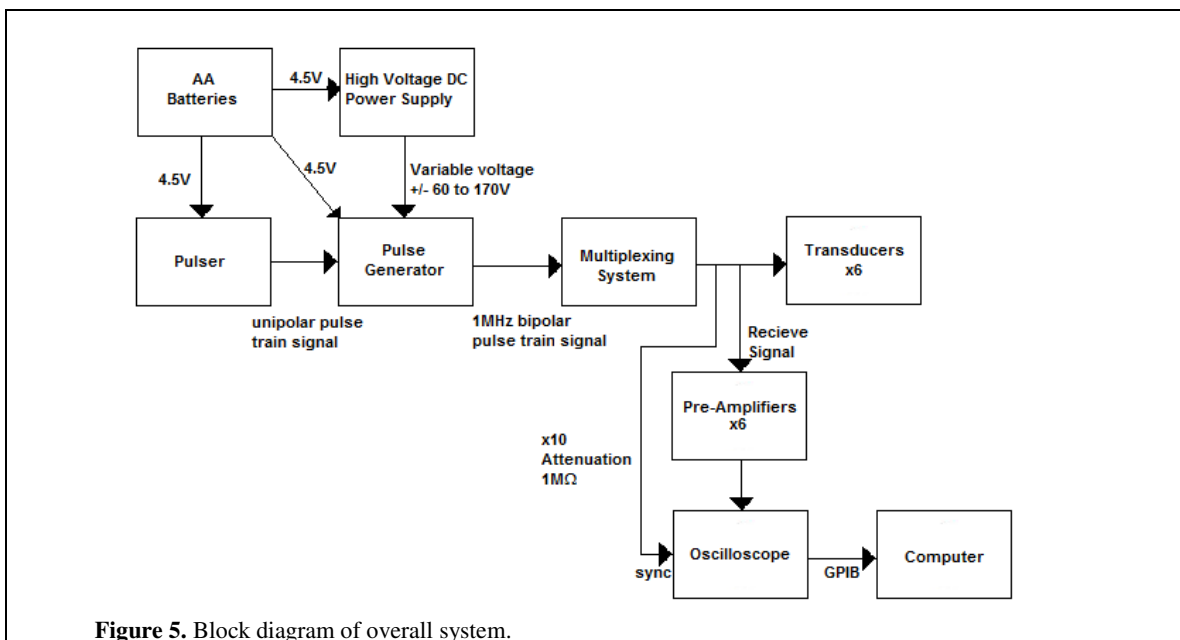 AA
Batteries
4.5V
High Voltage DC
Power Supply
4.5V
4.5V
Variable voltage
+/- 60 to 170V
Pulser
Pulse
Generator
Multiplexing
System
Transducers
x6
unipolar pulse
train signal
1MHz bipolar
pulse train signal
Recieve
Signal
Pre-Amplifiers
x6
x10
Attenuation
1MΩ
Oscilloscope
sync
GPIB
Computer
Figure 5. Block diagram of overall system.